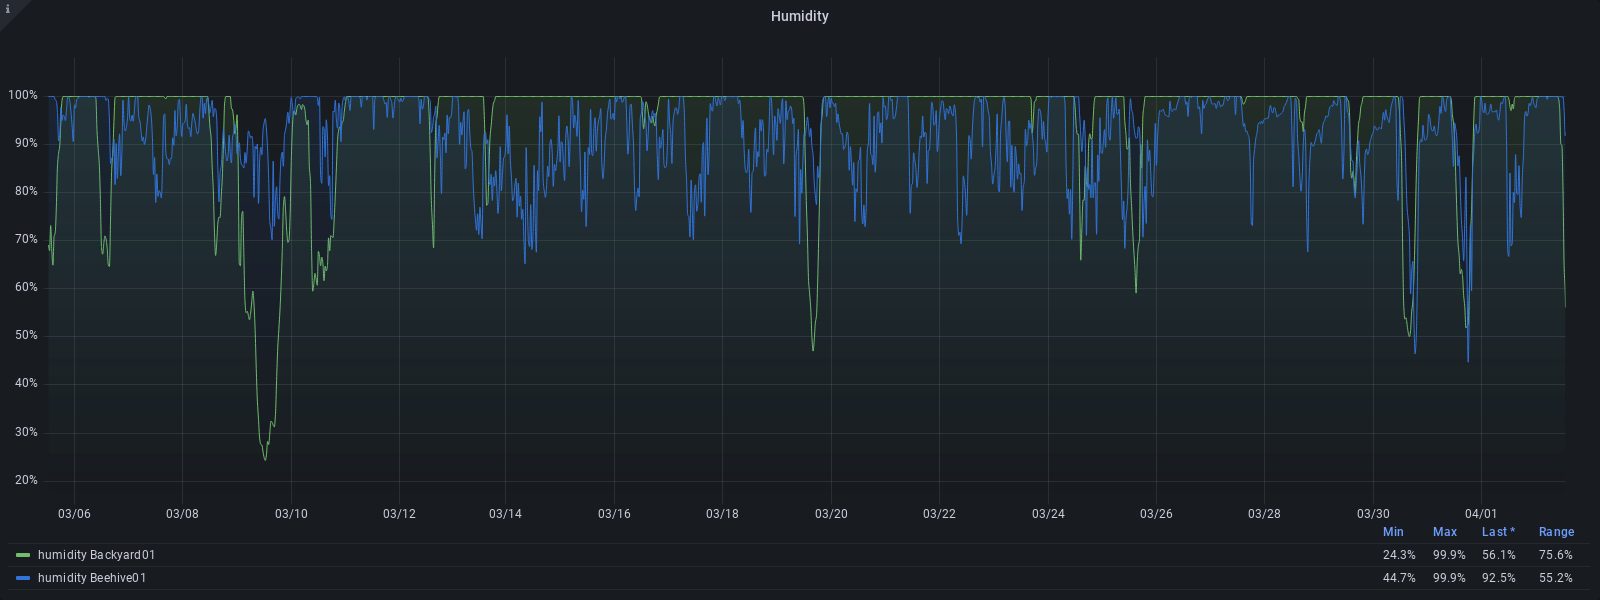 i
Humidity
100%
90%
80%
70%
60%
50%
40%
30%
20%
03/06 03/08 03/10 03/12 03/14 03/16 03/18 03/20 03/22 03/24 03/26 03/28 03/30 04/01
Min Max Last * Range
humidity Backyard01 24.3% 99.9% 56.1% 75.6%
humidity Beehive01 44.7% 99.9% 92.5% 55.2%